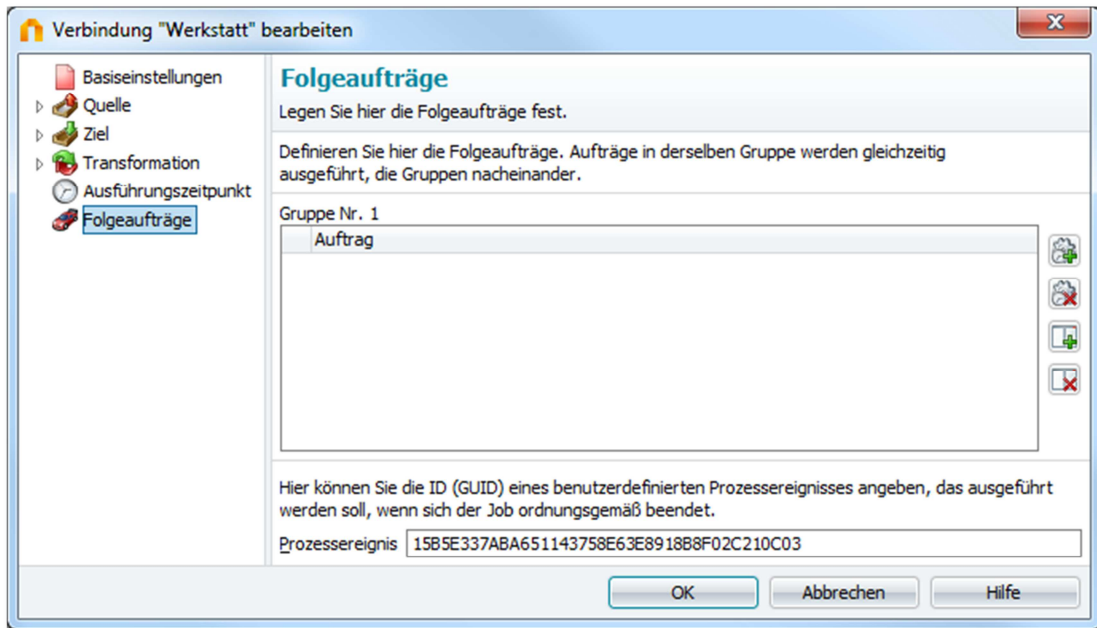 Verbindung "Werkstatt" bearbeiten
Basiseinstellungen
Quelle
Ziel
Transformation
Ausführungszeitpunkt
Folgeaufträge
Folgeaufträge
Legen Sie hier die Folgeaufträge fest.
Definieren Sie hier die Folgeaufträge. Aufträge in derselben Gruppe werden gleichzeitig
ausgeführt, die Gruppen nacheinander.
Gruppe Nr. 1
Auftrag
Hier können Sie die ID (GUID) eines benutzerdefinierten Prozessereignisses angeben, das ausgeführt
werden soll, wenn sich der Job ordnungsgemäß beendet.
Prozessereignis 15B5E337ABA651143758E63E8918B8F02C210C03
OK Abbrechen Hilfe